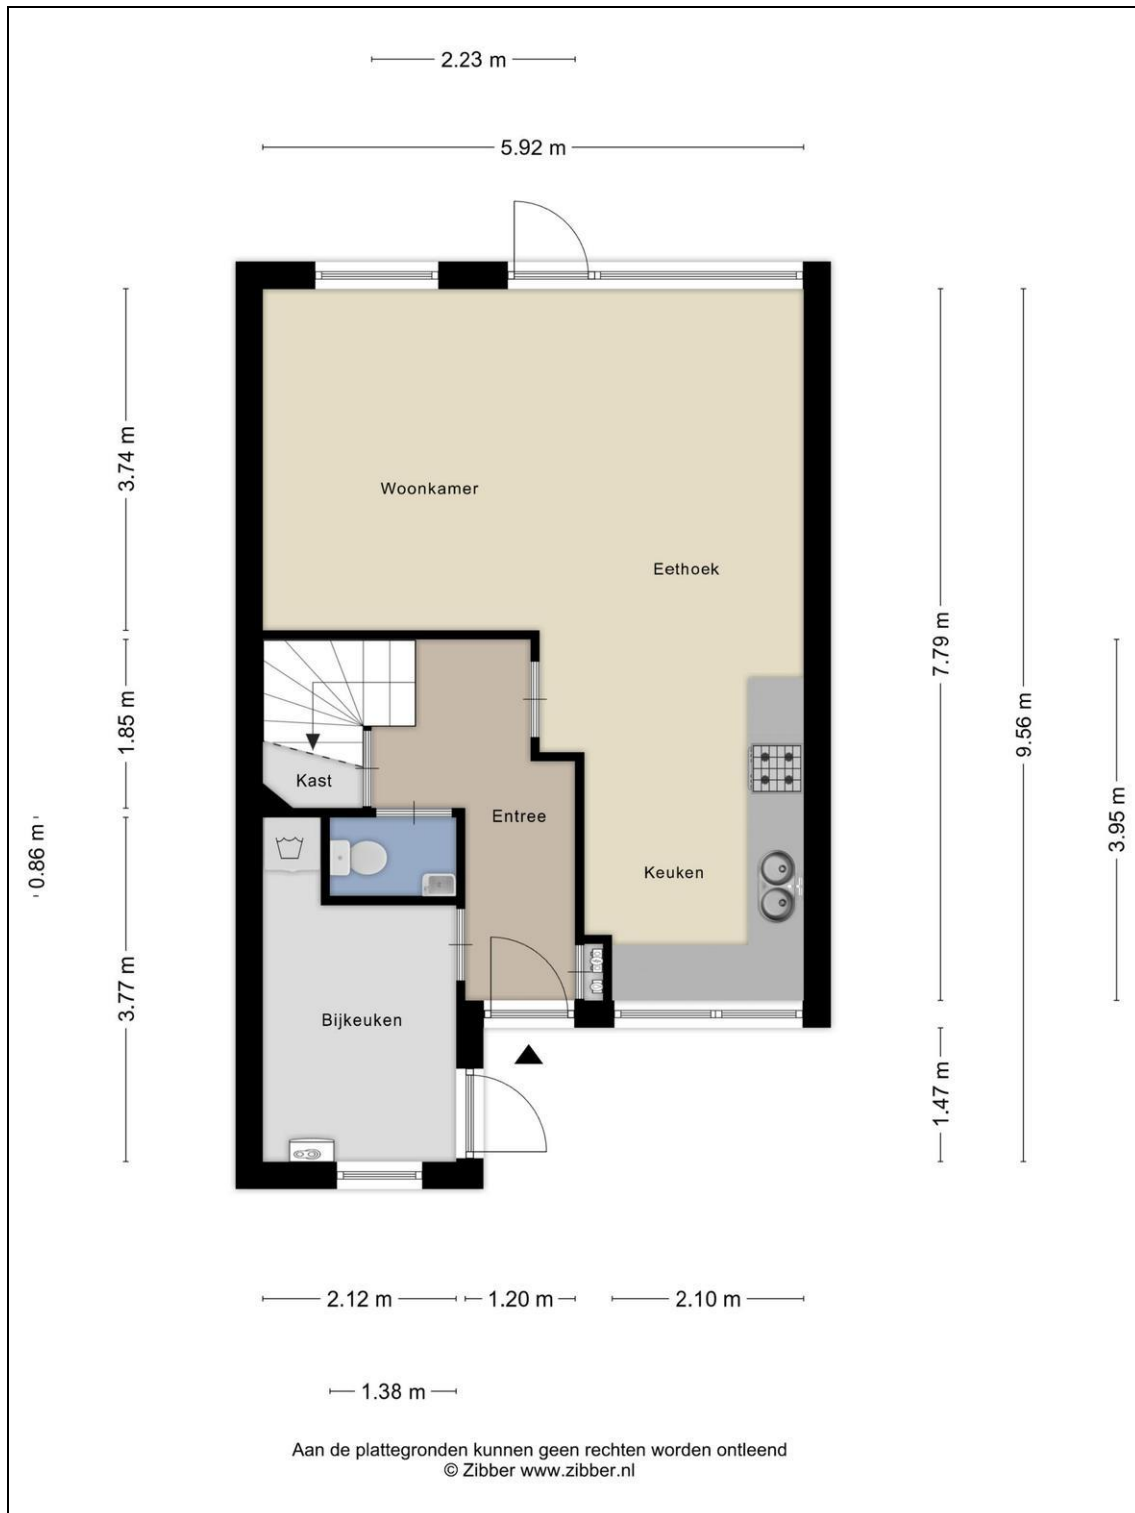 2.23 m
5.92 m
3.74 m
Woonkamer
Eethoek
7.79 m
9.56 m
1.85 m
Kast
Entree
3.95 m
0.86 m
Keuken
3.77 m
Bijkeuken
1.47 m
2.12 m
1.20 m
2.10 m
1.38 m
Aan de plattegronden kunnen geen rechten worden ontleend
© Zibber www.zibber.nl